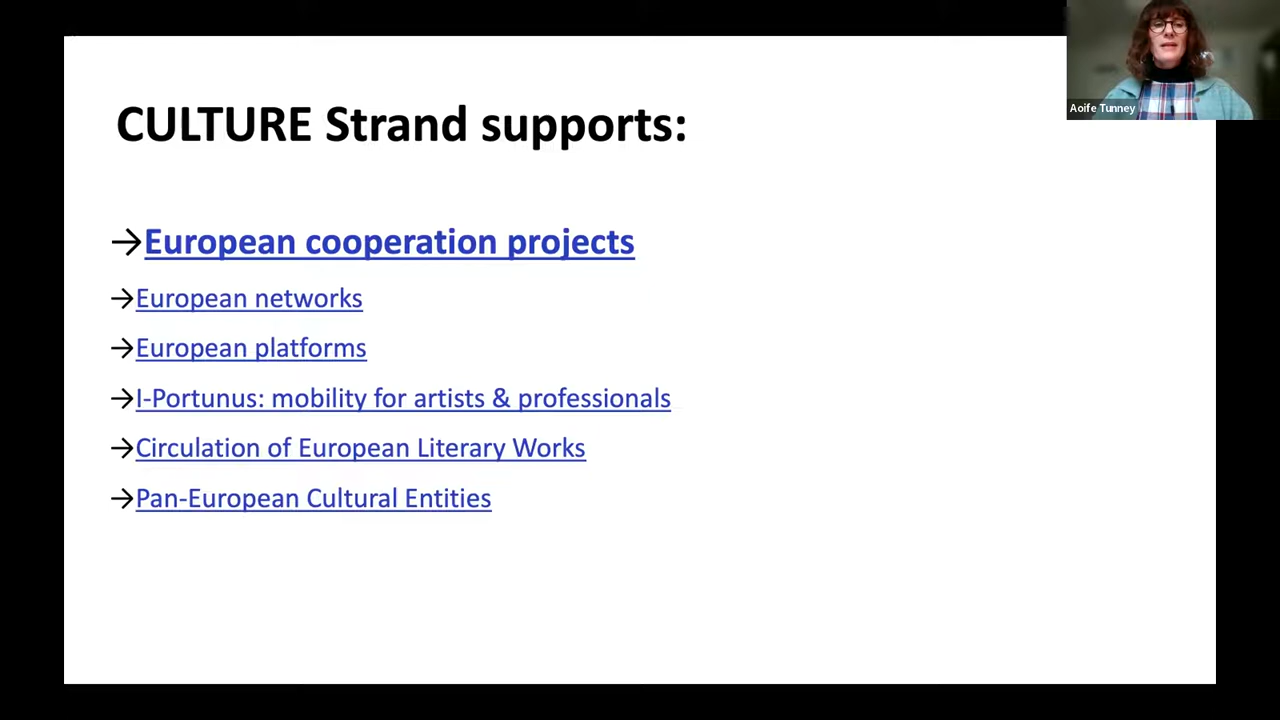 Aoife Tunney
CULTURE Strand supports:
→European cooperation projects
→European networks
→European platforms
→I-Portunus: mobility for artists & professionals
→Circulation of European Literary Works
→Pan-European Cultural Entities